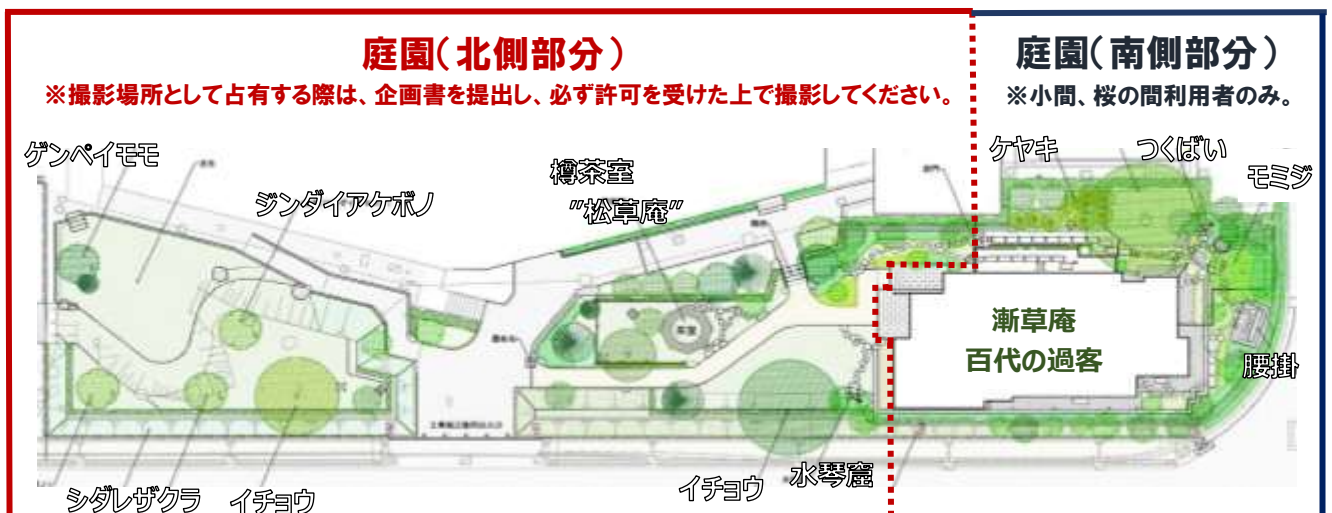 庭園（北側部分）
※撮影場所として占有する際は、企画書を提出し、必ず許可を受けた上で撮影してください。
庭園（南側部分）
※小間、桜の間利用者のみ。
ゲンペイモモ
ジンダイアケボノ
樽茶室
"松草庵"
ケヤキ
つくばい
モミジ
漸草庵
百代の過客
腰掛
シダレザクラ
イチョウ
イチョウ
水琴窟